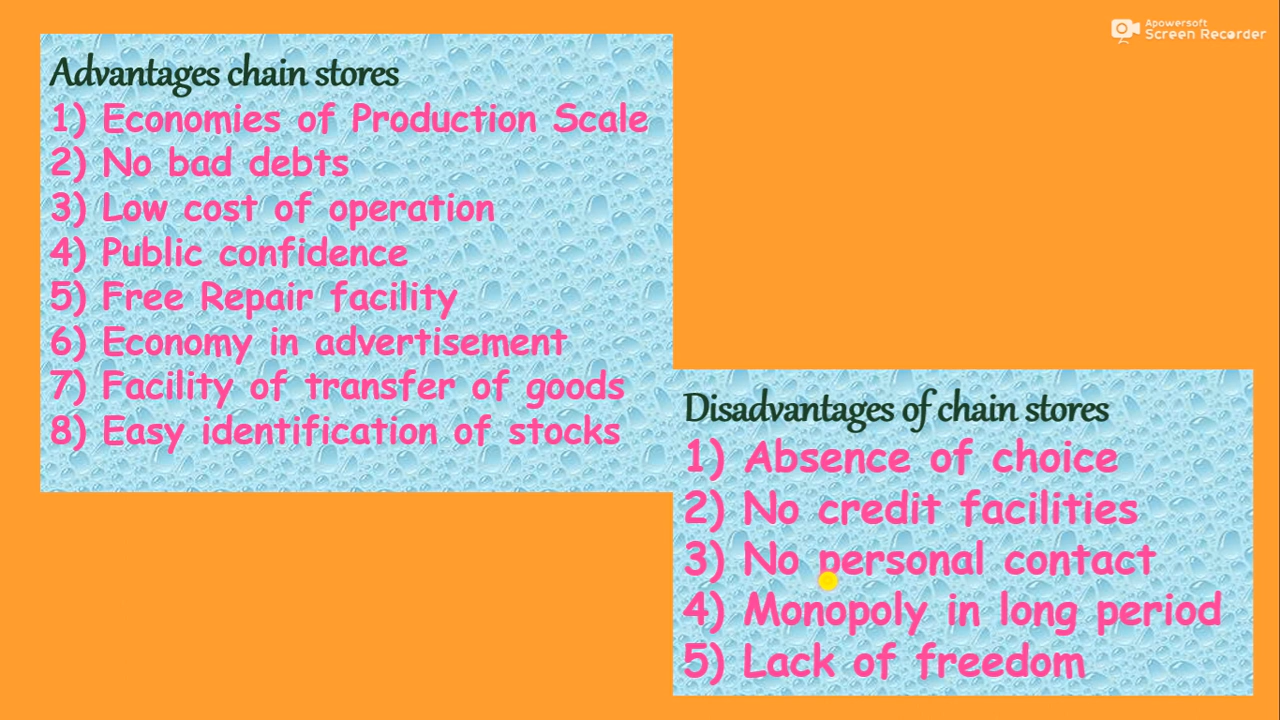 Apowersoft
Screen Recorder
Advantages chain stores
1) Economies of Production Scale
2) No bad debts
3) Low cost of operation
4) Public confidence
5) Free Repair facility
6) Economy in advertisement
7) Facility of transfer of goods
8) Easy identification of stocks
Disadvantages of chain stores
1) Absence of choice
2) No credit facilities
3) No personal contact
4) Monopoly in long period
5) Lack of freedom